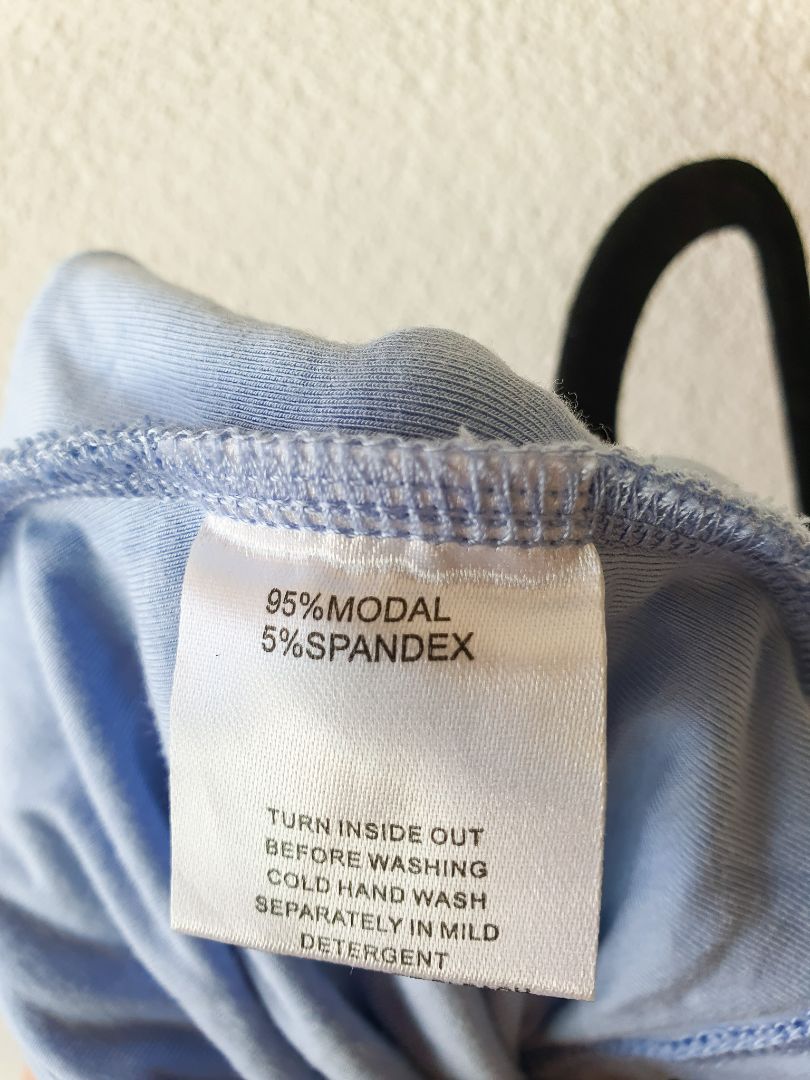 95%MODAL
5%SPANDEX
TURN INSIDE OUT
BEFORE WASHING
COLD HAND WASH
SEPARATELY IN MILD
DETERGENT